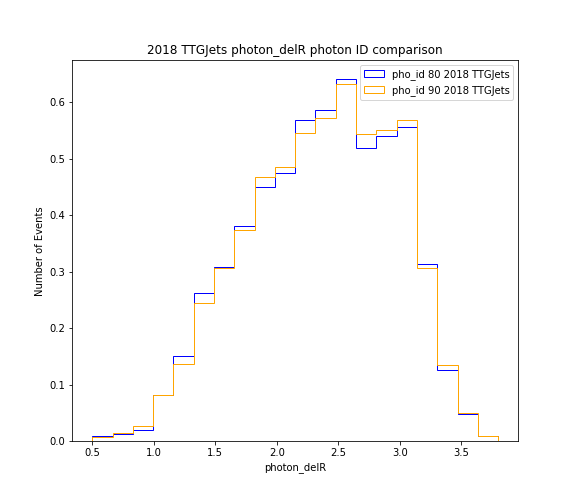 2018 TTGJets photon_delR photon ID comparison
pho_id 80 2018 TTGJets
pho_id 90 2018 TTGJets
Number of Events
0.6
0.5
0.4
0.3
0.2
0.1
0.0
0.5 1.0 1.5 2.0 2.5 3.0 3.5
photon_delR